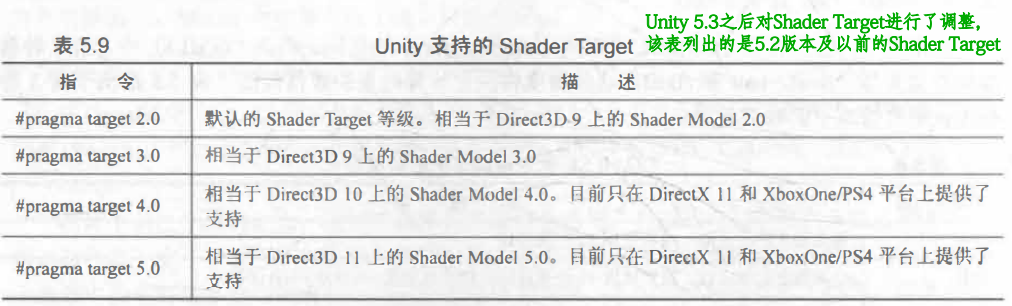 Unity 5.3之后对Shader Target进行了调整,
表 5.9 Unity 支持的 Shader Target 该表列出的是5.2版本及以前的Shader Target
指 令 描 述
#pragma target 2.0 默认的 Shader Target 等级。相当于 Direct3D 9 上的 Shader Model 2.0
#pragma target 3.0 相当于 Direct3D 9 上的 Shader Model 3.0
#pragma target 4.0 相当于 Direct3D 10 上的 Shader Model 4.0。目前只在 DirectX 11 和 XboxOne/PS4 平台上提供了
支持
#pragma target 5.0 相当于 Direct3D 11 上的 Shader Model 5.0。目前只在 DirectX 11 和 XboxOne/PS4 平台上提供了
支持